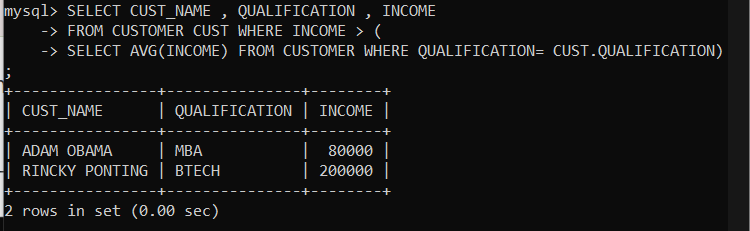 mysql> SELECT CUST_NAME , QUALIFICATION , INCOME
    -> FROM CUSTOMER CUST WHERE INCOME > (
    -> SELECT AVG(INCOME) FROM CUSTOMER WHERE QUALIFICATION= CUST.QUALIFICATION)
;
+----------------+---------------+--------+
| CUST_NAME      | QUALIFICATION | INCOME |
+----------------+---------------+--------+
| ADAM OBAMA     | MBA           |  80000 |
| RINCKY PONTING | BTECH         | 200000 |
+----------------+---------------+--------+
2 rows in set (0.00 sec)